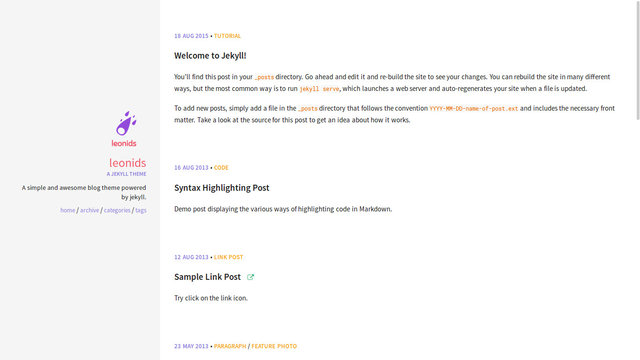 leonids
leonids
A JEKYLL THEME
A simple and awesome blog theme powered
by jekyll.
home / archive / categories / tags
18 AUG 2015 • TUTORIAL
Welcome to Jekyll!
You'll find this post in your _posts directory. Go ahead and edit it and re-build the site to see your changes. You can rebuild the site in many different
ways, but the most common way is to run jekyll serve, which launches a web server and auto-regenerates your site when a file is updated.
To add new posts, simply add a file in the _posts directory that follows the convention YYYY-MM-DD-name-of-post.ext and includes the necessary front
matter. Take a look at the source for this post to get an idea about how it works.
16 AUG 2013 • CODE
Syntax Highlighting Post
Demo post displaying the various ways of highlighting code in Markdown.
12 AUG 2013 • LINK POST
Sample Link Post
Try click on the link icon.
23 MAY 2013 • PARAGRAPH / FEATURE PHOTO